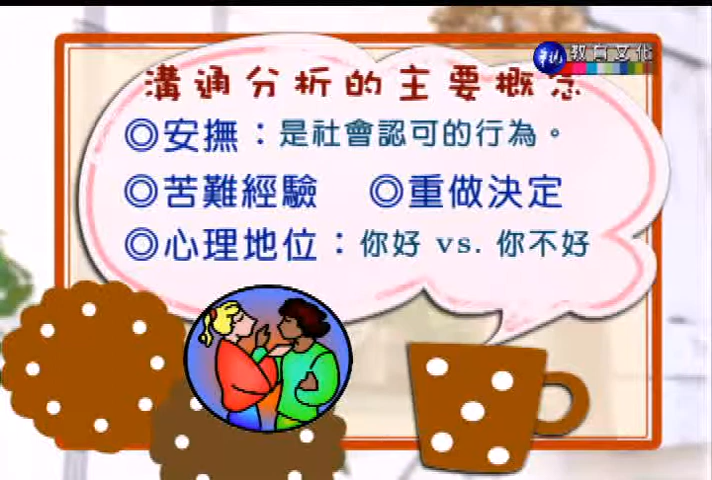 華視 教育文化
溝通分析的主要概念
◎安撫：是社會認可的行為。
◎苦難經驗 ◎重做決定
◎心理地位：你好 vs. 你不好